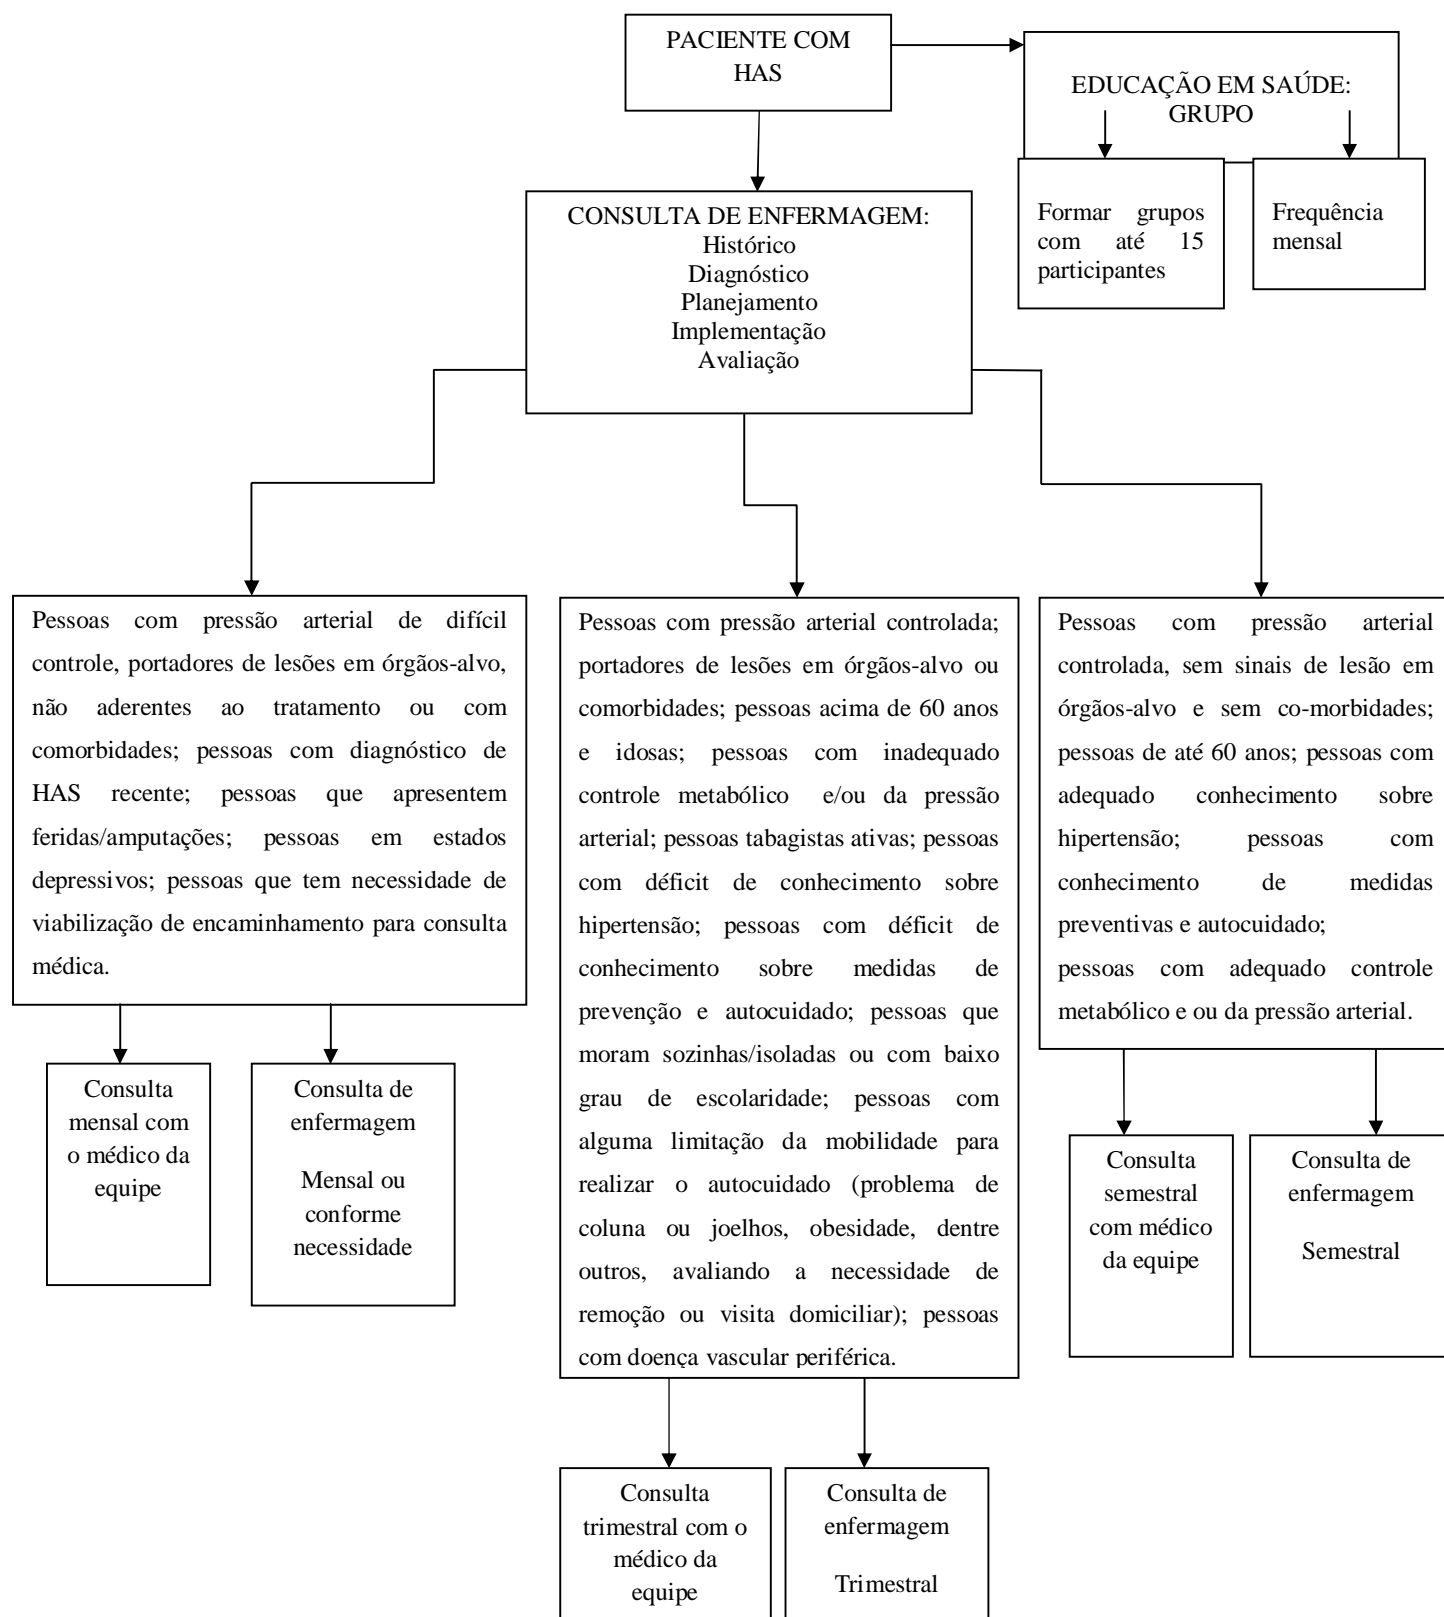 PACIENTE COM
HAS
EDUCAÇÃO EM SAÚDE:
GRUPO
Formar grupos
com até 15
participantes
Frequência
mensal
CONSULTA DE ENFERMAGEM:
Histórico
Diagnóstico
Planejamento
Implementação
Avaliação
Pessoas com pressão arterial de difícil
controle, portadores de lesões em órgãos-alvo,
não aderentes ao tratamento ou com
comorbidades; pessoas com diagnóstico de
HAS recente; pessoas que apresentem
feridas/amputações; pessoas em estados
depressivos; pessoas que tem necessidade de
viabilização de encaminhamento para consulta
médica.
Consulta
mensal com
o médico da
equipe
Consulta de
enfermagem
Mensal ou
conforme
necessidade
Pessoas com pressão arterial controlada;
portadores de lesões em órgãos-alvo ou
comorbidades; pessoas acima de 60 anos
e idosas; pessoas com inadequado
controle metabólico e/ou da pressão
arterial; pessoas tabagistas ativas; pessoas
com déficit de conhecimento sobre
hipertensão; pessoas com déficit de
conhecimento sobre medidas de
prevenção e autocuidado; pessoas que
moram sozinhas/isoladas ou com baixo
grau de escolaridade; pessoas com
alguma limitação da mobilidade para
realizar o autocuidado (problema de
coluna ou joelhos, obesidade, dentre
outros, avaliando a necessidade de
remoção ou visita domiciliar); pessoas
com doença vascular periférica.
Consulta
trimestral com o
médico da
equipe
Consulta de
enfermagem
Trimestral
Pessoas com pressão arterial
controlada, sem sinais de lesão em
órgãos-alvo e sem co-morbidades;
pessoas de até 60 anos; pessoas com
adequado conhecimento sobre
hipertensão; pessoas com
conhecimento de medidas
preventivas e autocuidado;
pessoas com adequado controle
metabólico e ou da pressão arterial.
Consulta
semestral
com médico
da equipe
Consulta de
enfermagem
Semestral